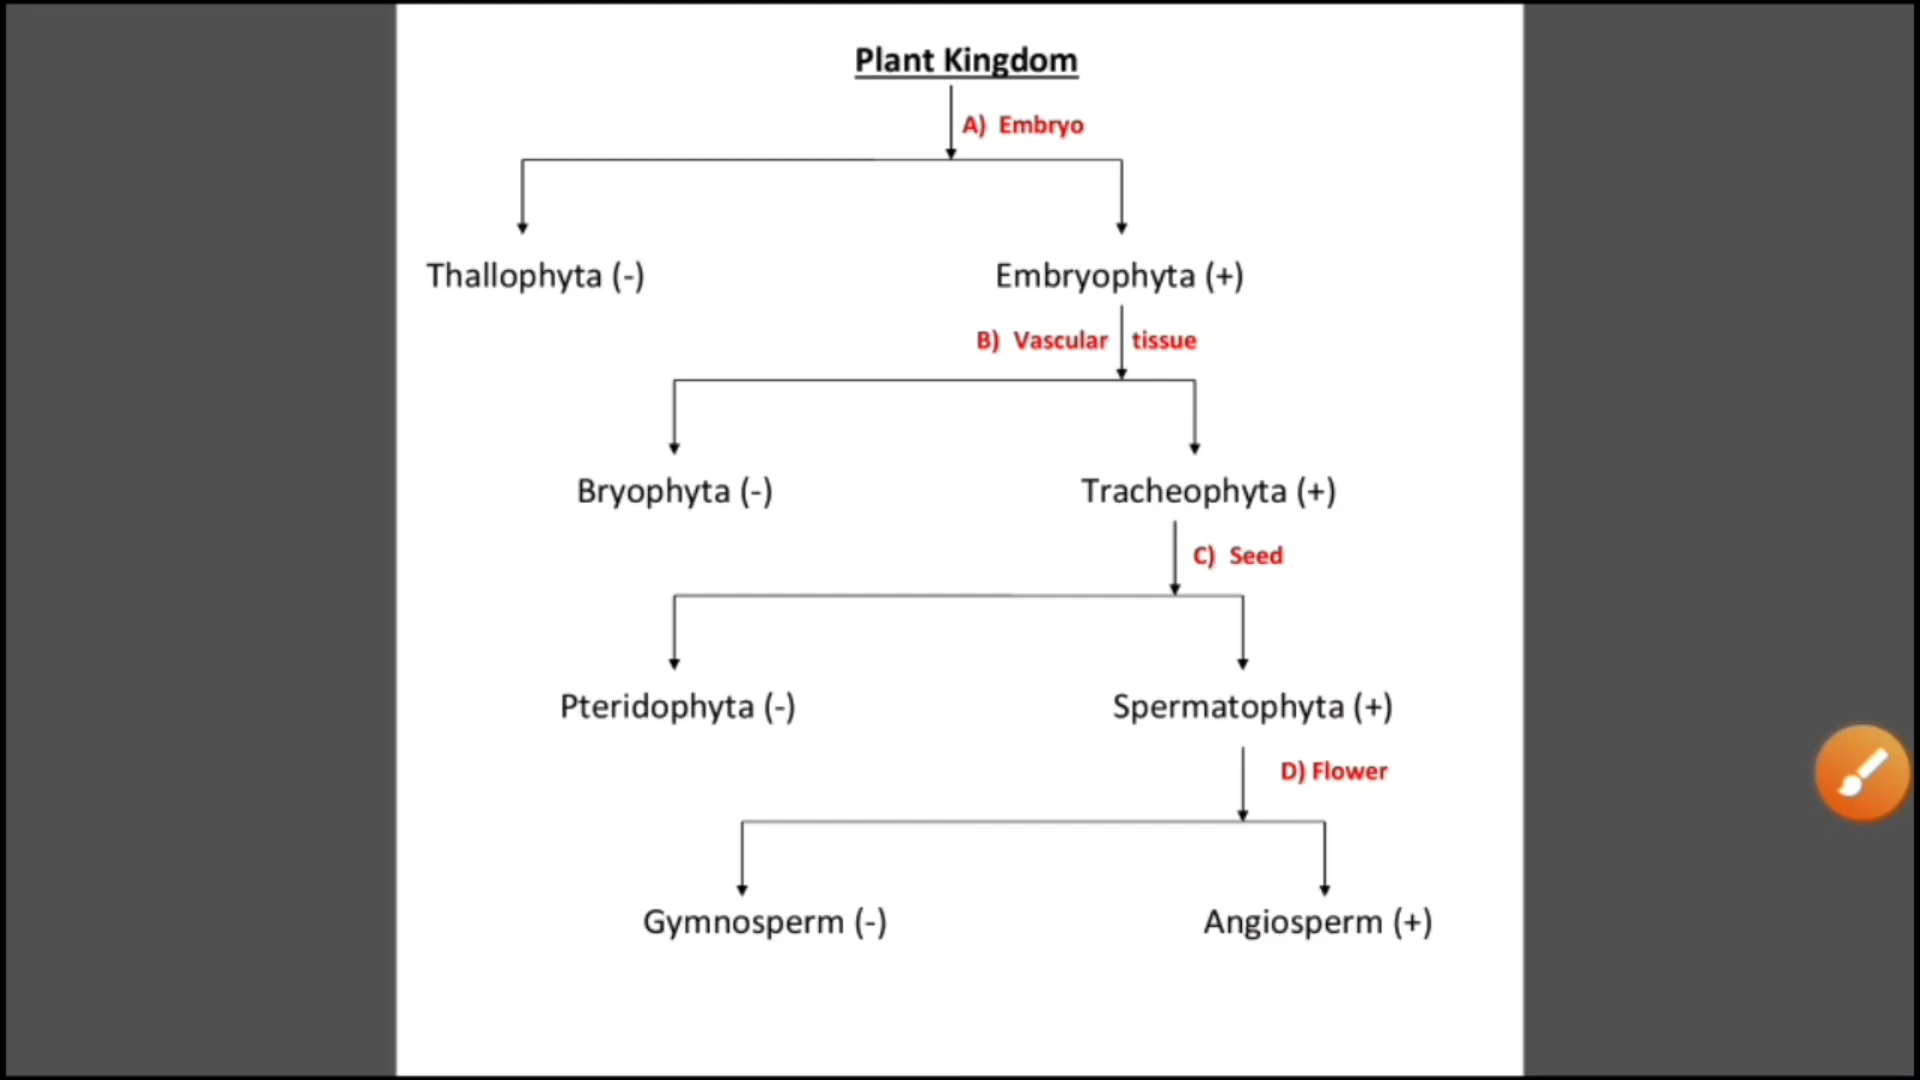 Plant Kingdom
A) Embryo
Thallophyta (-) Embryophyta (+)
B) Vascular tissue
Bryophyta (-) Tracheophyta (+)
C) Seed
Pteridophyta (-) Spermatophyta (+)
D) Flower
Gymnosperm (-) Angiosperm (+)